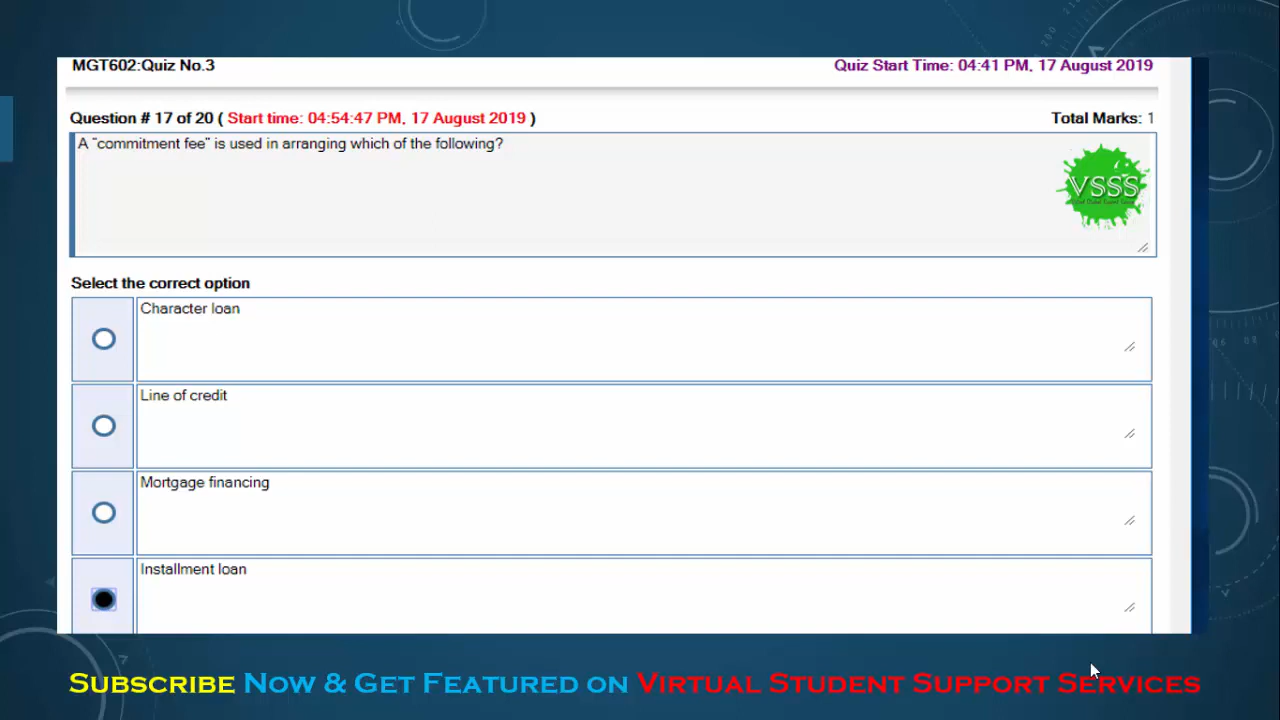 MGT602:Quiz No.3
Quiz Start Time: 04:41 PM, 17 August 2019
Question # 17 of 20 ( Start time: 04:54:47 PM, 17 August 2019 )
Total Marks: 1
A "commitment fee" is used in arranging which of the following?
VSSS
Select the correct option
Character loan
Line of credit
Mortgage financing
Installment loan
Subscribe Now & Get Featured on Virtual Student Support Services